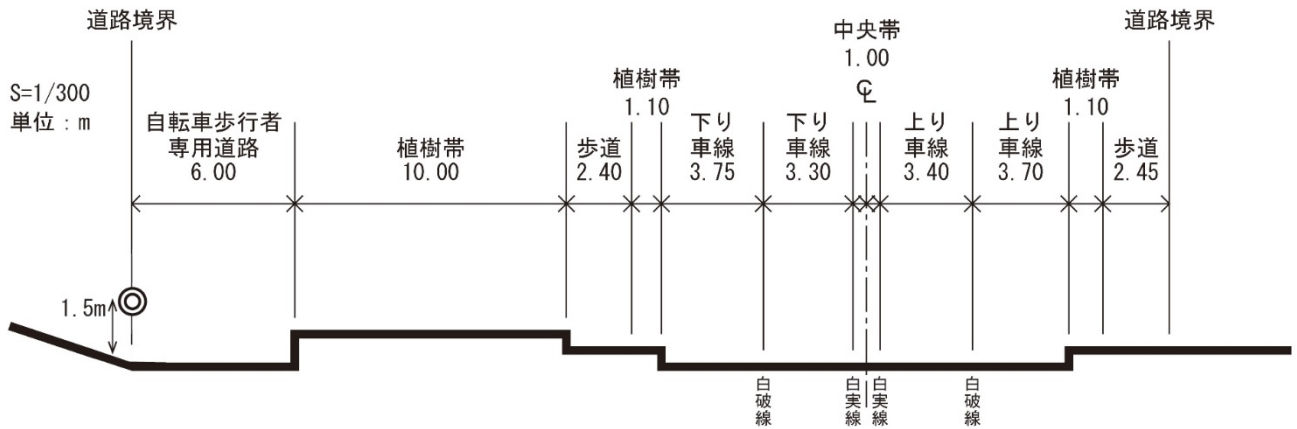 道路境界
中央帯
1.00
℄
道路境界
S=1/300
単位：m
植樹帯
1.10
植樹帯
1.10
自転車歩行者
専用道路
6.00
植樹帯
10.00
歩道
2.40
下り
車線
3.75
下り
車線
3.30
上り
車線
3.40
上り
車線
3.70
歩道
2.45
1.5m
白破線
白実線
白実線
白破線